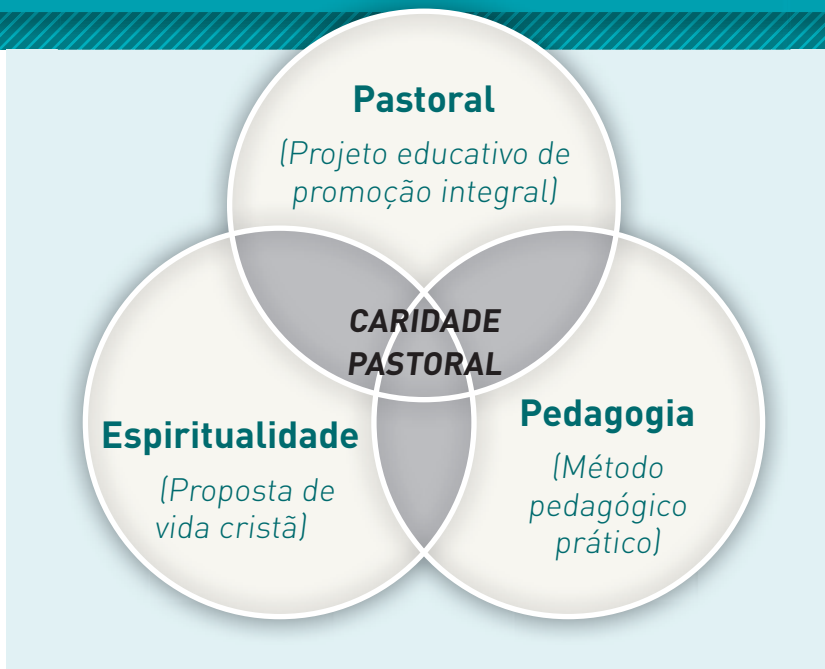 Pastoral
(Projeto educativo de
promoção integral)
CARIDADE
PASTORAL
Espiritualidade
(Proposta de
vida cristã)
Pedagogia
(Método
pedagógico
prático)